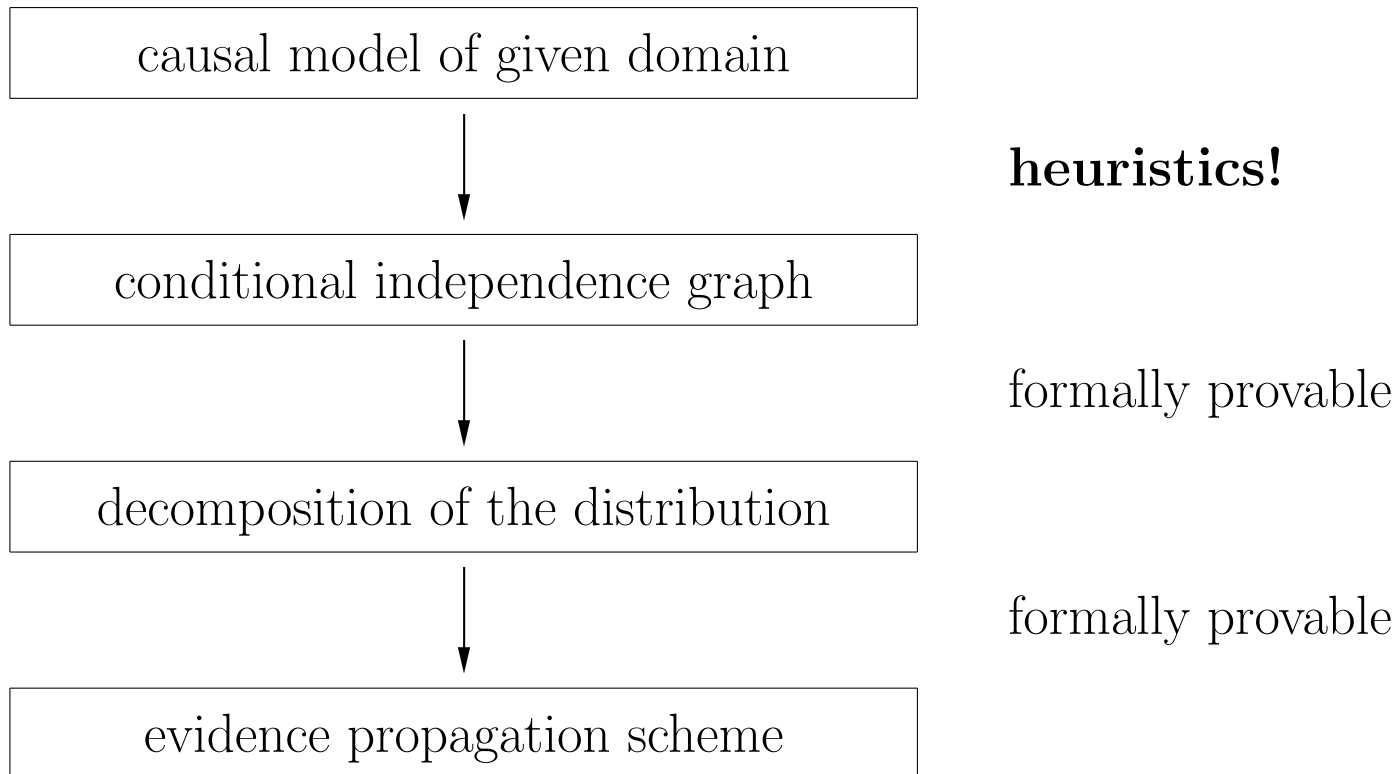 causal model of given domain
heuristics!
conditional independence graph
formally provable
decomposition of the distribution
formally provable
evidence propagation scheme